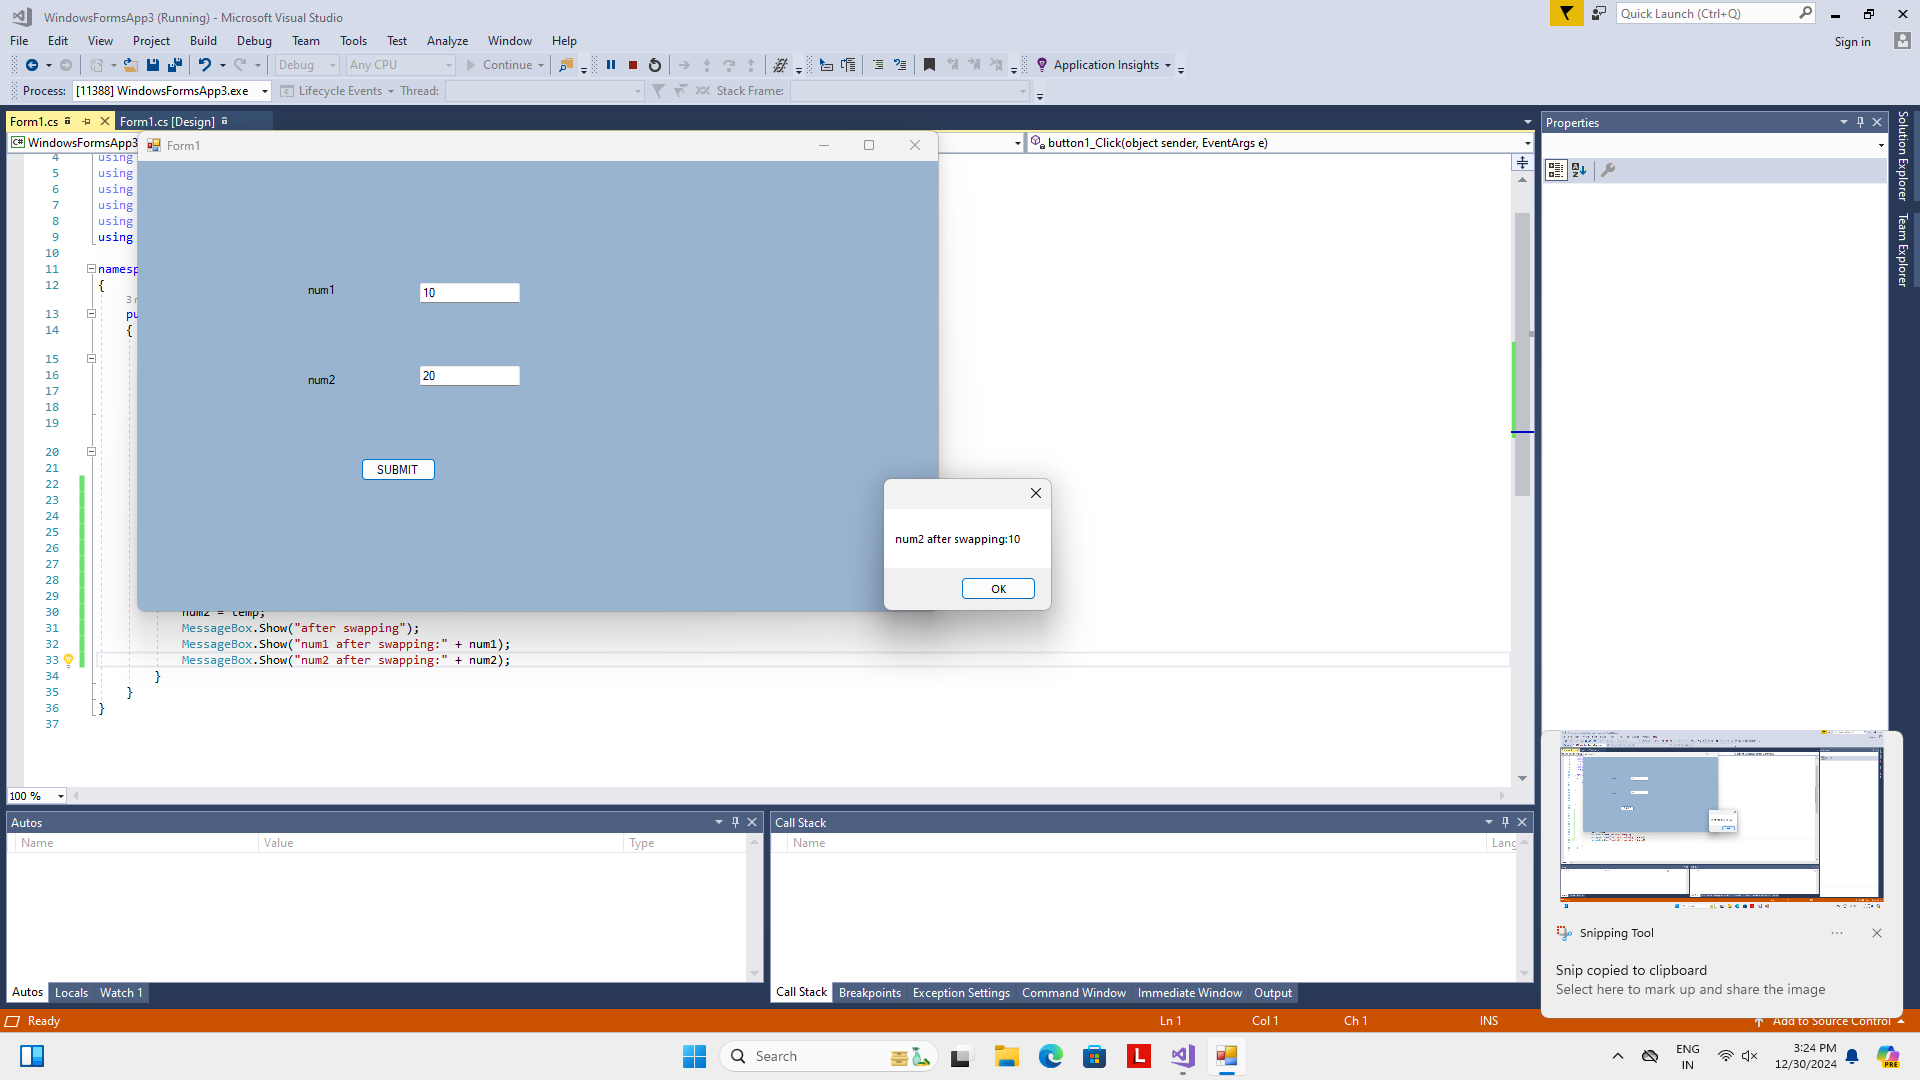 WindowsFormsApp3 (Running) - Microsoft Visual Studio
Quick Launch (Ctrl+Q)
File Edit View Project Build Debug Team Tools Test Analyze Window Help
Sign in
Debug Any CPU Continue Application Insights
Process: [11388] WindowsFormsApp3.exe Lifecycle Events Thread: Stack Frame:
Form1.cs Form1.cs [Design]
Properties
C# WindowsFormsApp3 button1_Click(object sender, EventArgs e)
Form1
4 using
5 using
6 using
7 using
8 using
9 using
10
11 namesp
12 {
13 pu
14 {
15
16
17
18
19
20
21
22
23
24
25
26
27
28
29
30 num2 = temp;
31 MessageBox.Show("after swapping");
32 MessageBox.Show("num1 after swapping:" + num1);
33 MessageBox.Show("num2 after swapping:" + num2);
34 }
35 }
36 }
37
num1 10
num2 20
SUBMIT
num2 after swapping:10
OK
Solution Explorer
Team Explorer
100 %
Autos
Name Value Type
Autos Locals Watch 1
Call Stack
Name Lang
Call Stack Breakpoints Exception Settings Command Window Immediate Window Output
Snipping Tool
Snip copied to clipboard
Select here to mark up and share the image
Ready Ln 1 Col 1 Ch 1 INS Add to Source Control
Search
L
PRE
ENG
IN
3:24 PM
12/30/2024